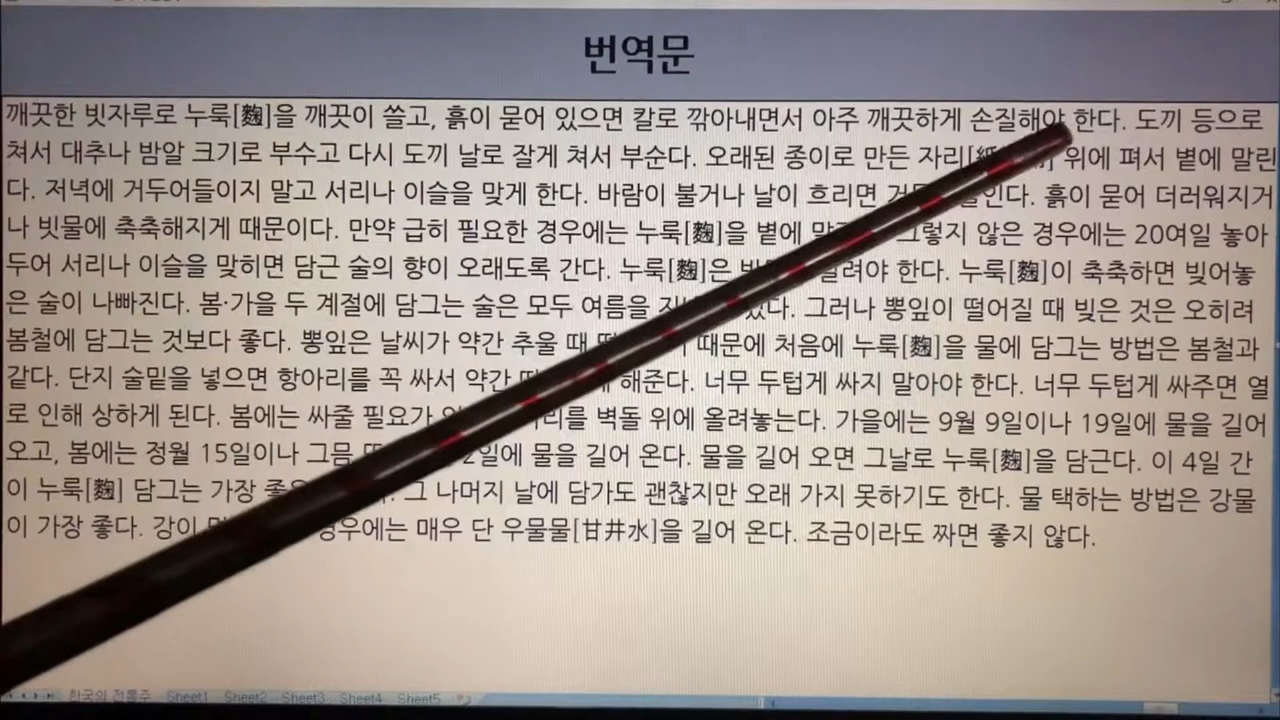 번역문
깨끗한 빗자루로 누룩[麴]을 깨끗이 쓸고, 흙이 묻어 있으면 칼로 깎아내면서 아주 깨끗하게 손질해야 한다. 도끼 등으로
쳐서 대추나 밤알 크기로 부수고 다시 도끼 날로 잘게 쳐서 부순다. 오래된 종이로 만든 자리 위에 펴서 볕에 말린
다. 저녁에 거두어들이지 말고 서리나 이슬을 맞게 한다. 바람이 불거나 날이 흐리면 흙이 묻어 더러워지거
나 빗물에 축축해지게 때문이다. 만약 급히 필요한 경우에는 누룩[麴]을 볕에 그렇지 않은 경우에는 20여일 놓아
두어 서리나 이슬을 맞히면 담근 술의 향이 오래도록 간다. 누룩[麴]은 말려야 한다. 누룩[麴]이 축축하면 빚어놓
은 술이 나빠진다. 봄·가을 두 계절에 담그는 술은 모두 여름을 그러나 뽕잎이 떨어질 때 빚은 것은 오히려
봄철에 담그는 것보다 좋다. 뽕잎은 날씨가 약간 추울 때 때문에 처음에 누룩[麴]을 물에 담그는 방법은 봄철과
같다. 단지 술밑을 넣으면 항아리를 꼭 싸서 약간 해준다. 너무 두텁게 싸지 말아야 한다. 너무 두텁게 싸주면 열
로 인해 상하게 된다. 봄에는 싸줄 필요가 벽돌 위에 올려놓는다. 가을에는 9월 9일이나 19일에 물을 길어
오고, 봄에는 정월 15일이나 그믐 2일에 물을 길어 온다. 물을 길어 오면 그날로 누룩[麴]을 담근다. 이 4일 간
이 누룩[麴] 담그는 가장 그 나머지 날에 담가도 괜찮지만 오래 가지 못하기도 한다. 물 택하는 방법은 강물
이 가장 좋다. 강이 경우에는 매우 단 우물물[甘井水]을 길어 온다. 조금이라도 짜면 좋지 않다.
한국의 전통주 Sheet1 Sheet2 Sheet3 Sheet4 Sheet5